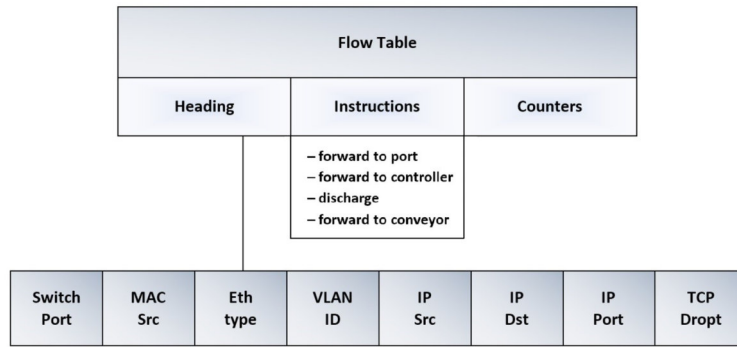 Flow Table
Heading
Instructions
Counters
– forward to port
– forward to controller
– discharge
– forward to conveyor
Switch
Port
MAC
Src
Eth
type
VLAN
ID
IP
Src
IP
Dst
IP
Port
TCP
Dropt